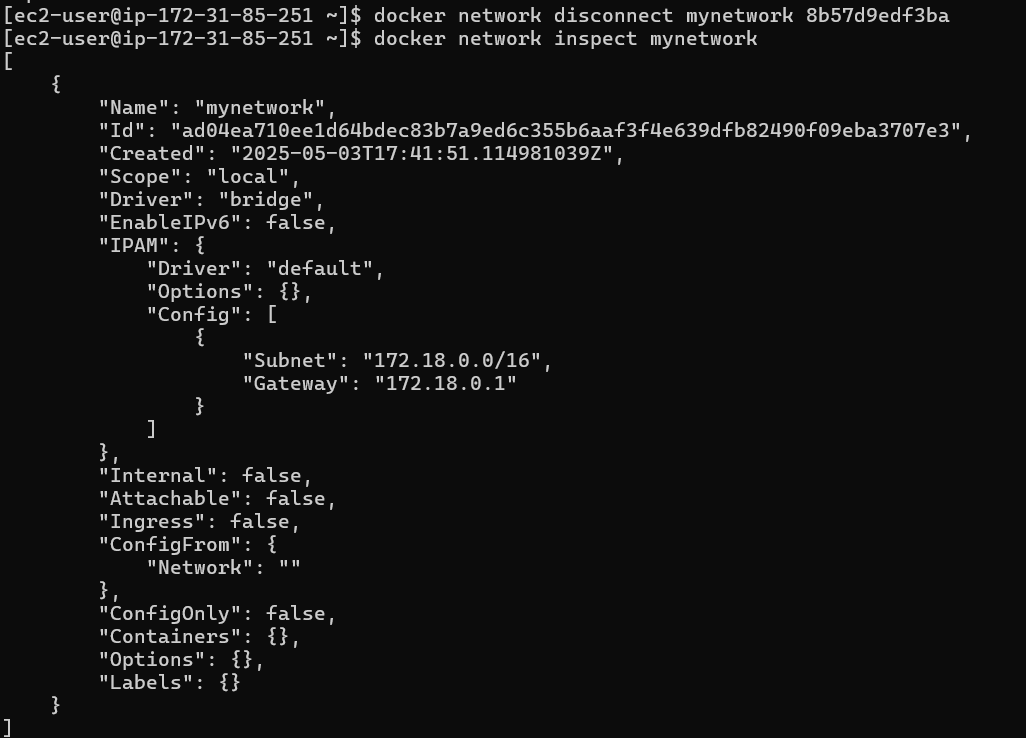 [ec2-user@ip-172-31-85-251 ~]$ docker network disconnect mynetwork 8b57d9edf3ba
[ec2-user@ip-172-31-85-251 ~]$ docker network inspect mynetwork
[
    {
        "Name": "mynetwork",
        "Id": "ad04ea710ee1d64bdec83b7a9ed6c355b6aaf3f4e639dfb82490f09eba3707e3",
        "Created": "2025-05-03T17:41:51.114981039Z",
        "Scope": "local",
        "Driver": "bridge",
        "EnableIPv6": false,
        "IPAM": {
            "Driver": "default",
            "Options": {},
            "Config": [
                {
                    "Subnet": "172.18.0.0/16",
                    "Gateway": "172.18.0.1"
                }
            ]
        },
        "Internal": false,
        "Attachable": false,
        "Ingress": false,
        "ConfigFrom": {
            "Network": ""
        },
        "ConfigOnly": false,
        "Containers": {},
        "Options": {},
        "Labels": {}
    }
]